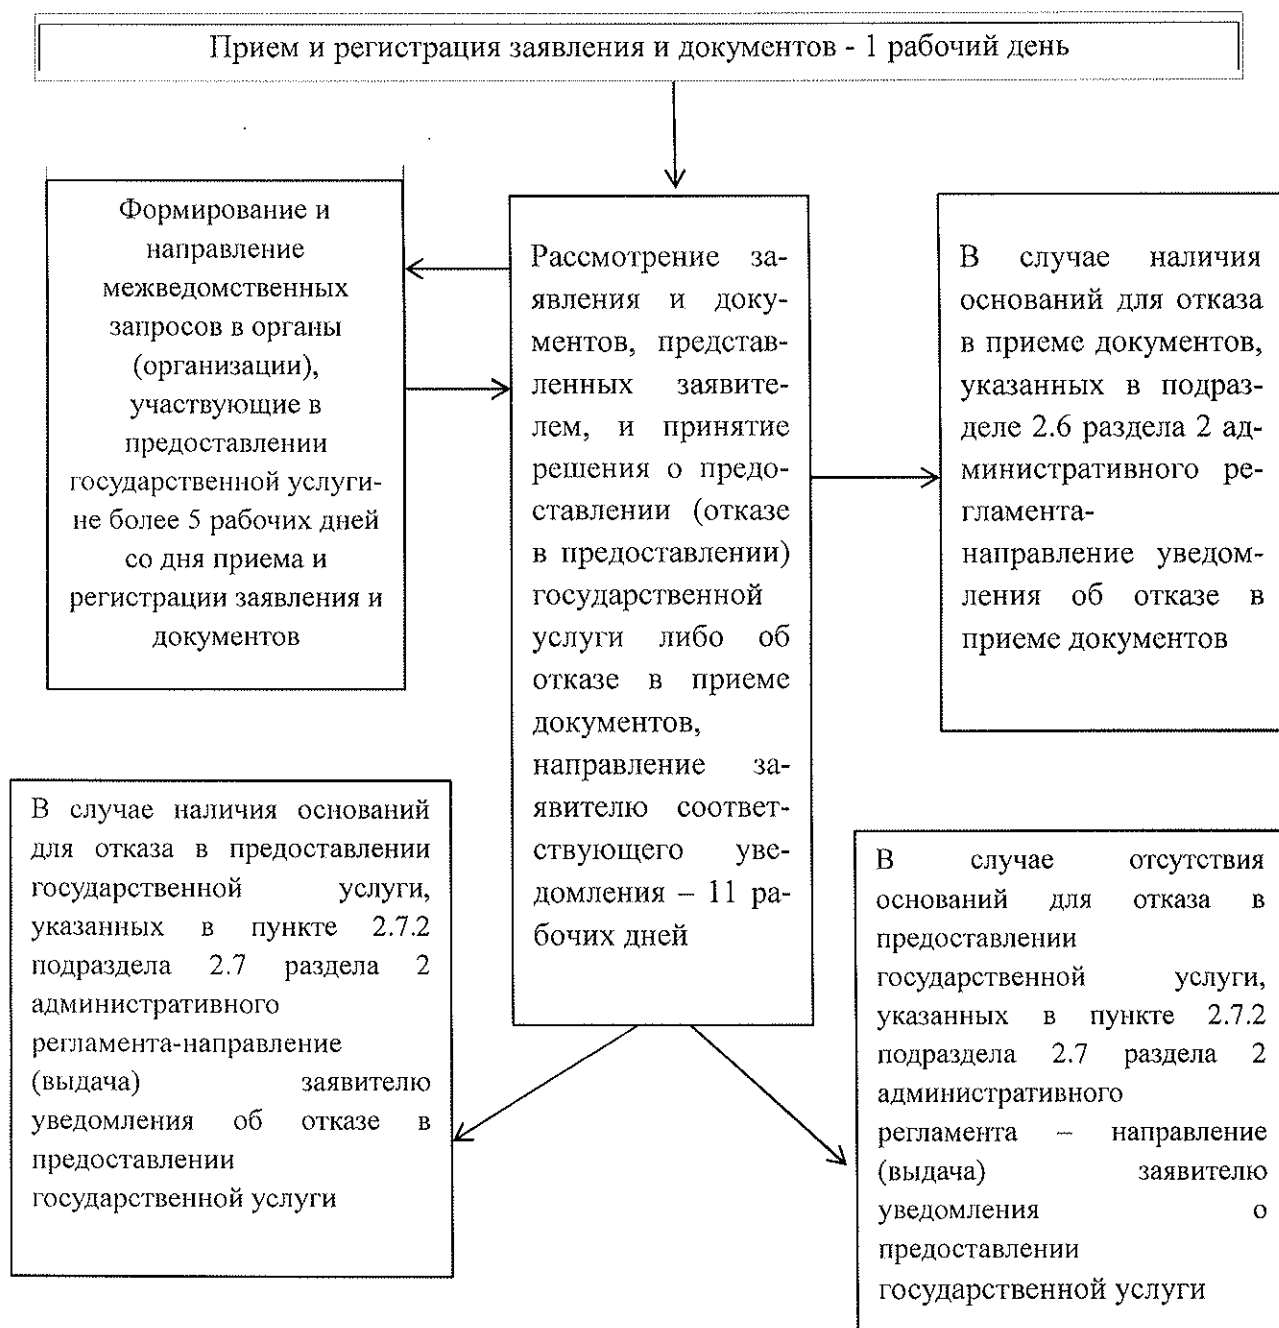 Прием и регистрация заявления и документов - 1 рабочий день
Формирование и
направление
межведомственных
запросов в органы
(организации),
участвующие в
предоставлении
государственной услуги-
не более 5 рабочих дней
со дня приема и
регистрации заявления и
документов
Рассмотрение за-
явления и доку-
ментов, представ-
ленных заявите-
лем, и принятие
решения о предо-
ставлении (отказе
в предоставлении)
государственной
услуги либо об
отказе в приеме
документов,
направление за-
явителю соответ-
ствующего уве-
домления – 11 ра-
бочих дней
В случае наличия
оснований для отказа
в приеме документов,
указанных в подраз-
деле 2.6 раздела 2 ад-
министративного ре-
гламента-
направление уведом-
ления об отказе в
приеме документов
В случае наличия оснований
для отказа в предоставлении
государственной услуги,
указанных в пункте 2.7.2
подраздела 2.7 раздела 2
административного
регламента-направление
(выдача) заявителю
уведомления об отказе в
предоставлении
государственной услуги
В случае отсутствия
оснований для отказа в
предоставлении
государственной услуги,
указанных в пункте 2.7.2
подраздела 2.7 раздела 2
административного
регламента – направление
(выдача) заявителю
уведомления о
предоставлении
государственной услуги